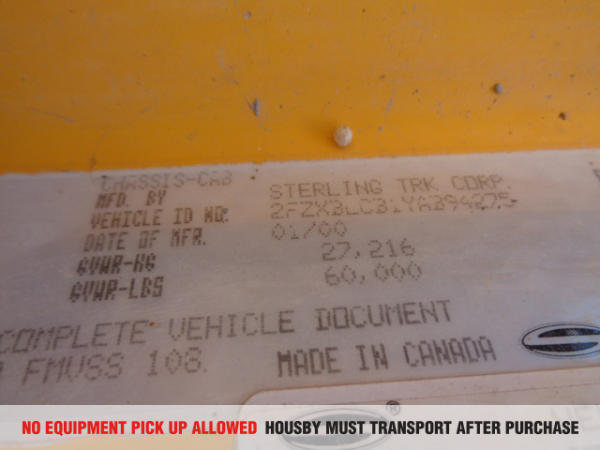 CHASSIS-CAB
MFD. BY STERLING TRK CORP.
VEHICLE ID NO: 2FZXBLCB1YAB94275
DATE OF MFR. 01/00
GVWR-KG 27,216
GVWR-LBS 60,000
COMPLETE VEHICLE DOCUMENT
FMVSS 108.
MADE IN CANADA
NO EQUIPMENT PICK UP ALLOWED HOUSBY MUST TRANSPORT AFTER PURCHASE